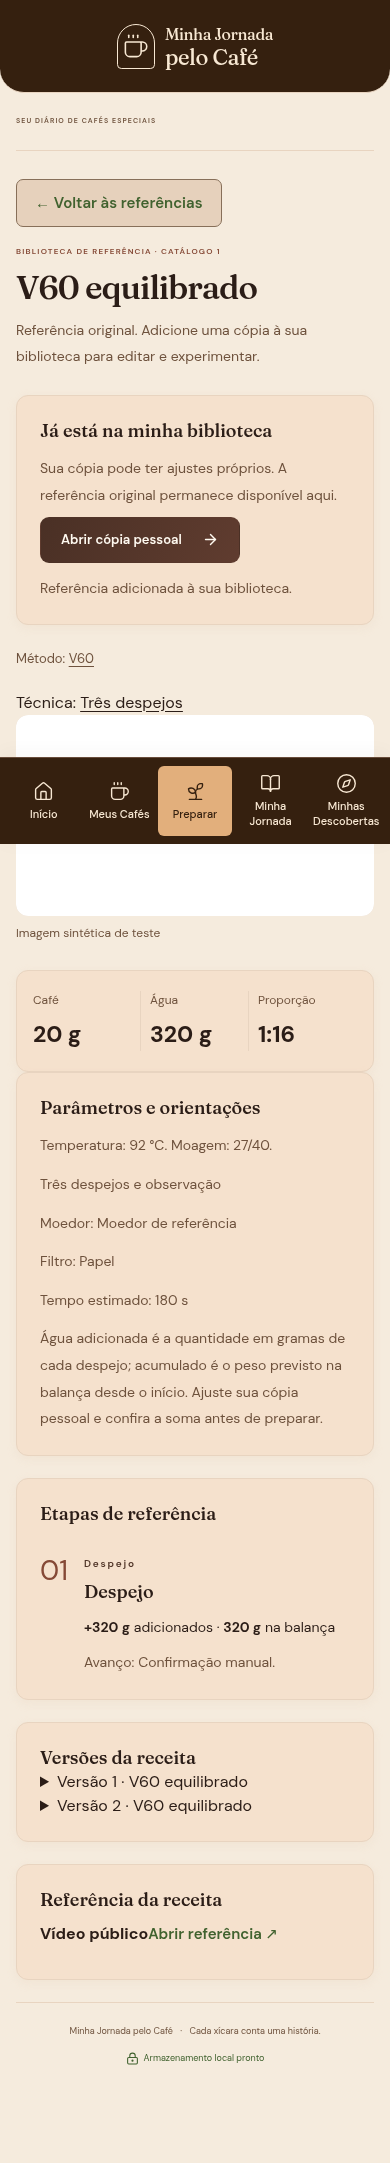 Minha Jornada
pelo Café
SEU DIÁRIO DE CAFÉS ESPECIAIS
← Voltar às referências
BIBLIOTECA DE REFERÊNCIA · CATÁLOGO 1
V60 equilibrado
Referência original. Adicione uma cópia à sua
biblioteca para editar e experimentar.
Já está na minha biblioteca
Sua cópia pode ter ajustes próprios. A
referência original permanece disponível aqui.
Abrir cópia pessoal →
Referência adicionada à sua biblioteca.
Método: V60
Técnica: Três despejos
Início
Meus Cafés
Preparar
Minha
Jornada
Minhas
Descobertas
Imagem sintética de teste
Café
20 g
Água
320 g
Proporção
1:16
Parâmetros e orientações
Temperatura: 92 °C. Moagem: 27/40.
Três despejos e observação
Moedor: Moedor de referência
Filtro: Papel
Tempo estimado: 180 s
Água adicionada é a quantidade em gramas de
cada despejo; acumulado é o peso previsto na
balança desde o início. Ajuste sua cópia
pessoal e confira a soma antes de preparar.
Etapas de referência
01
Despejo
Despejo
+320 g adicionados · 320 g na balança
Avanço: Confirmação manual.
Versões da receita
▶ Versão 1 · V60 equilibrado
▶ Versão 2 · V60 equilibrado
Referência da receita
Vídeo públicoAbrir referência ↗
Minha Jornada pelo Café · Cada xícara conta uma história.
Armazenamento local pronto